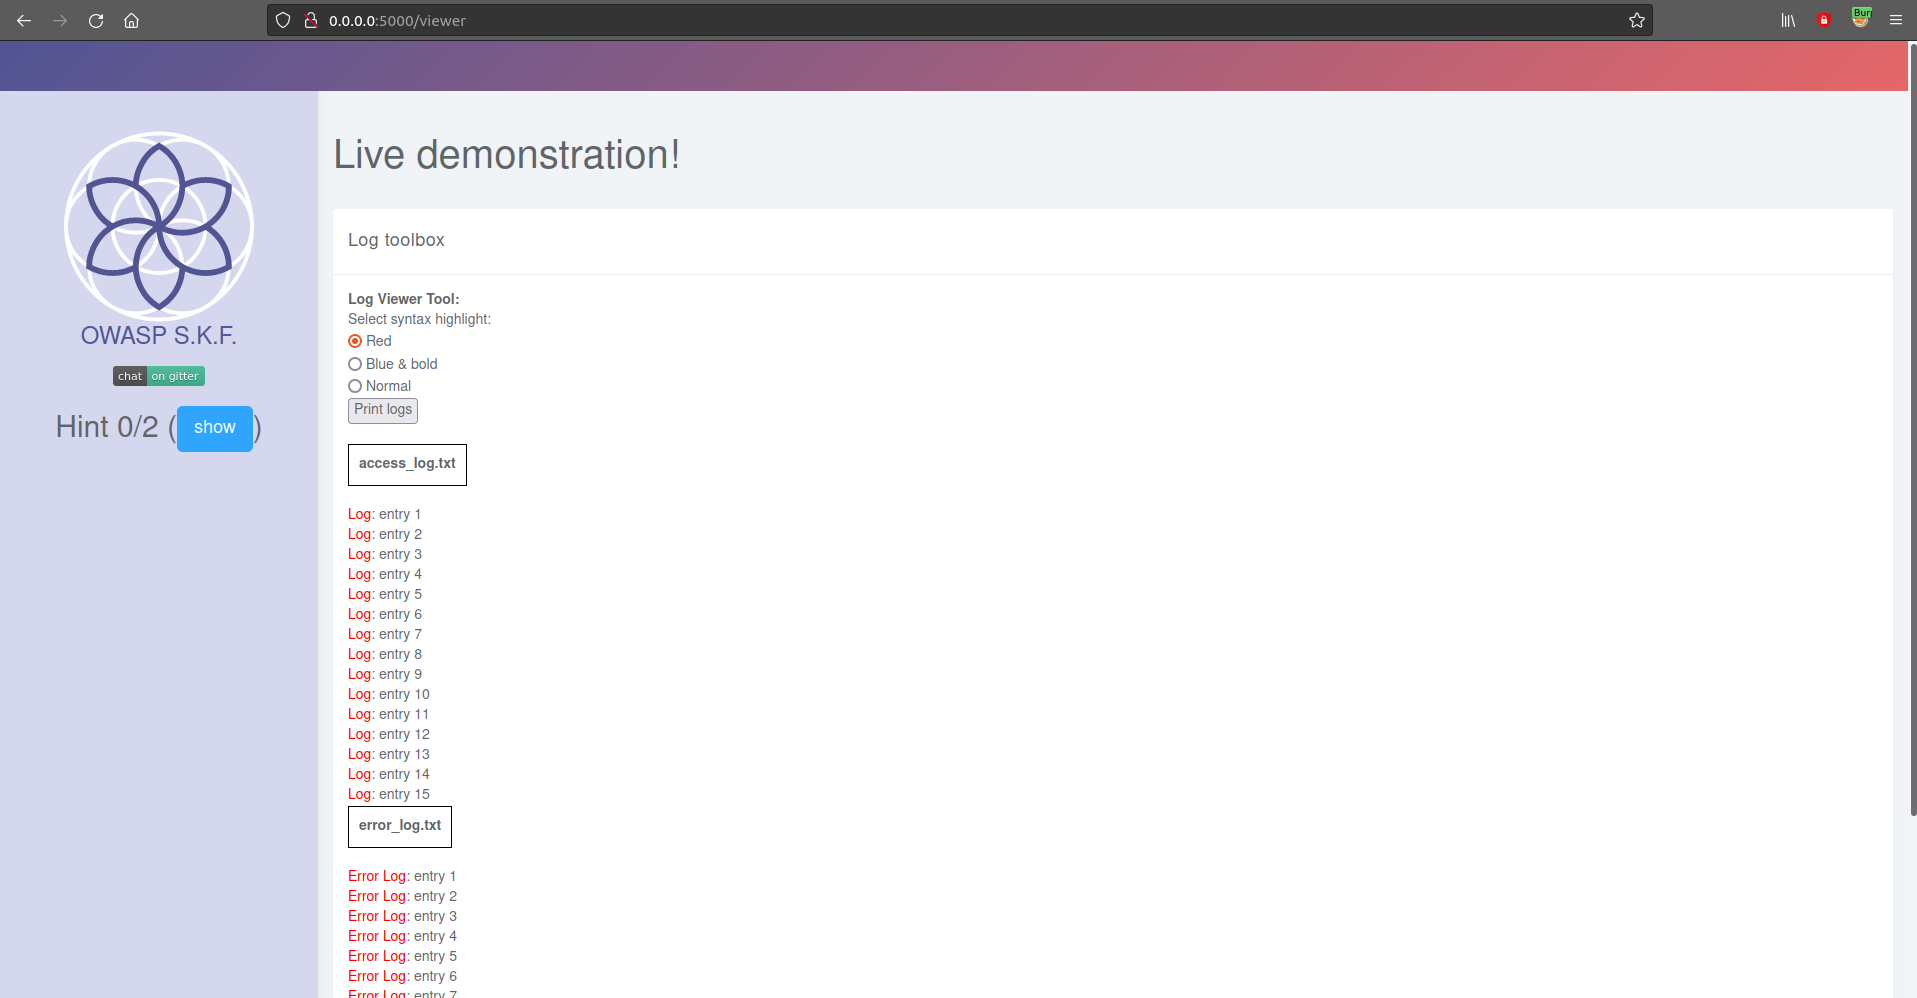 0.0.0.0:5000/viewer
Burp
Live demonstration!
Log toolbox
OWASP S.K.F.
chat on gitter
Hint 0/2 ( show )
Log Viewer Tool:
Select syntax highlight:
Red
Blue & bold
Normal
Print logs
access_log.txt
Log: entry 1
Log: entry 2
Log: entry 3
Log: entry 4
Log: entry 5
Log: entry 6
Log: entry 7
Log: entry 8
Log: entry 9
Log: entry 10
Log: entry 11
Log: entry 12
Log: entry 13
Log: entry 14
Log: entry 15
error_log.txt
Error Log: entry 1
Error Log: entry 2
Error Log: entry 3
Error Log: entry 4
Error Log: entry 5
Error Log: entry 6
Error Log: entry 7